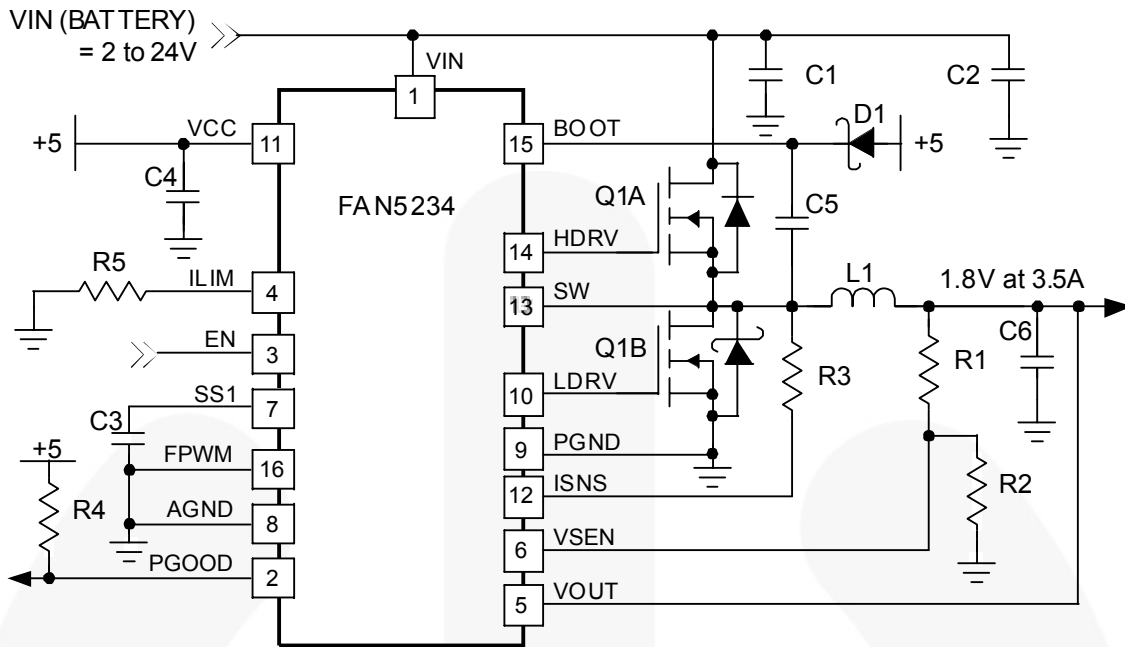 VIN (BATTERY)
= 2 to 24V
VIN
1
C1
C2
+5
VCC
11
15
BOOT
D1
+5
C4
FAN5234
Q1A
C5
14
HDRV
R5
ILIM
4
13
SW
L1
1.8V at 3.5A
EN
3
Q1B
R3
R1
C6
SS1
7
10
LDRV
C3
+5
FPWM
16
9
PGND
R4
12
ISNS
R2
AGND
8
6
VSEN
PGOOD
2
5
VOUT